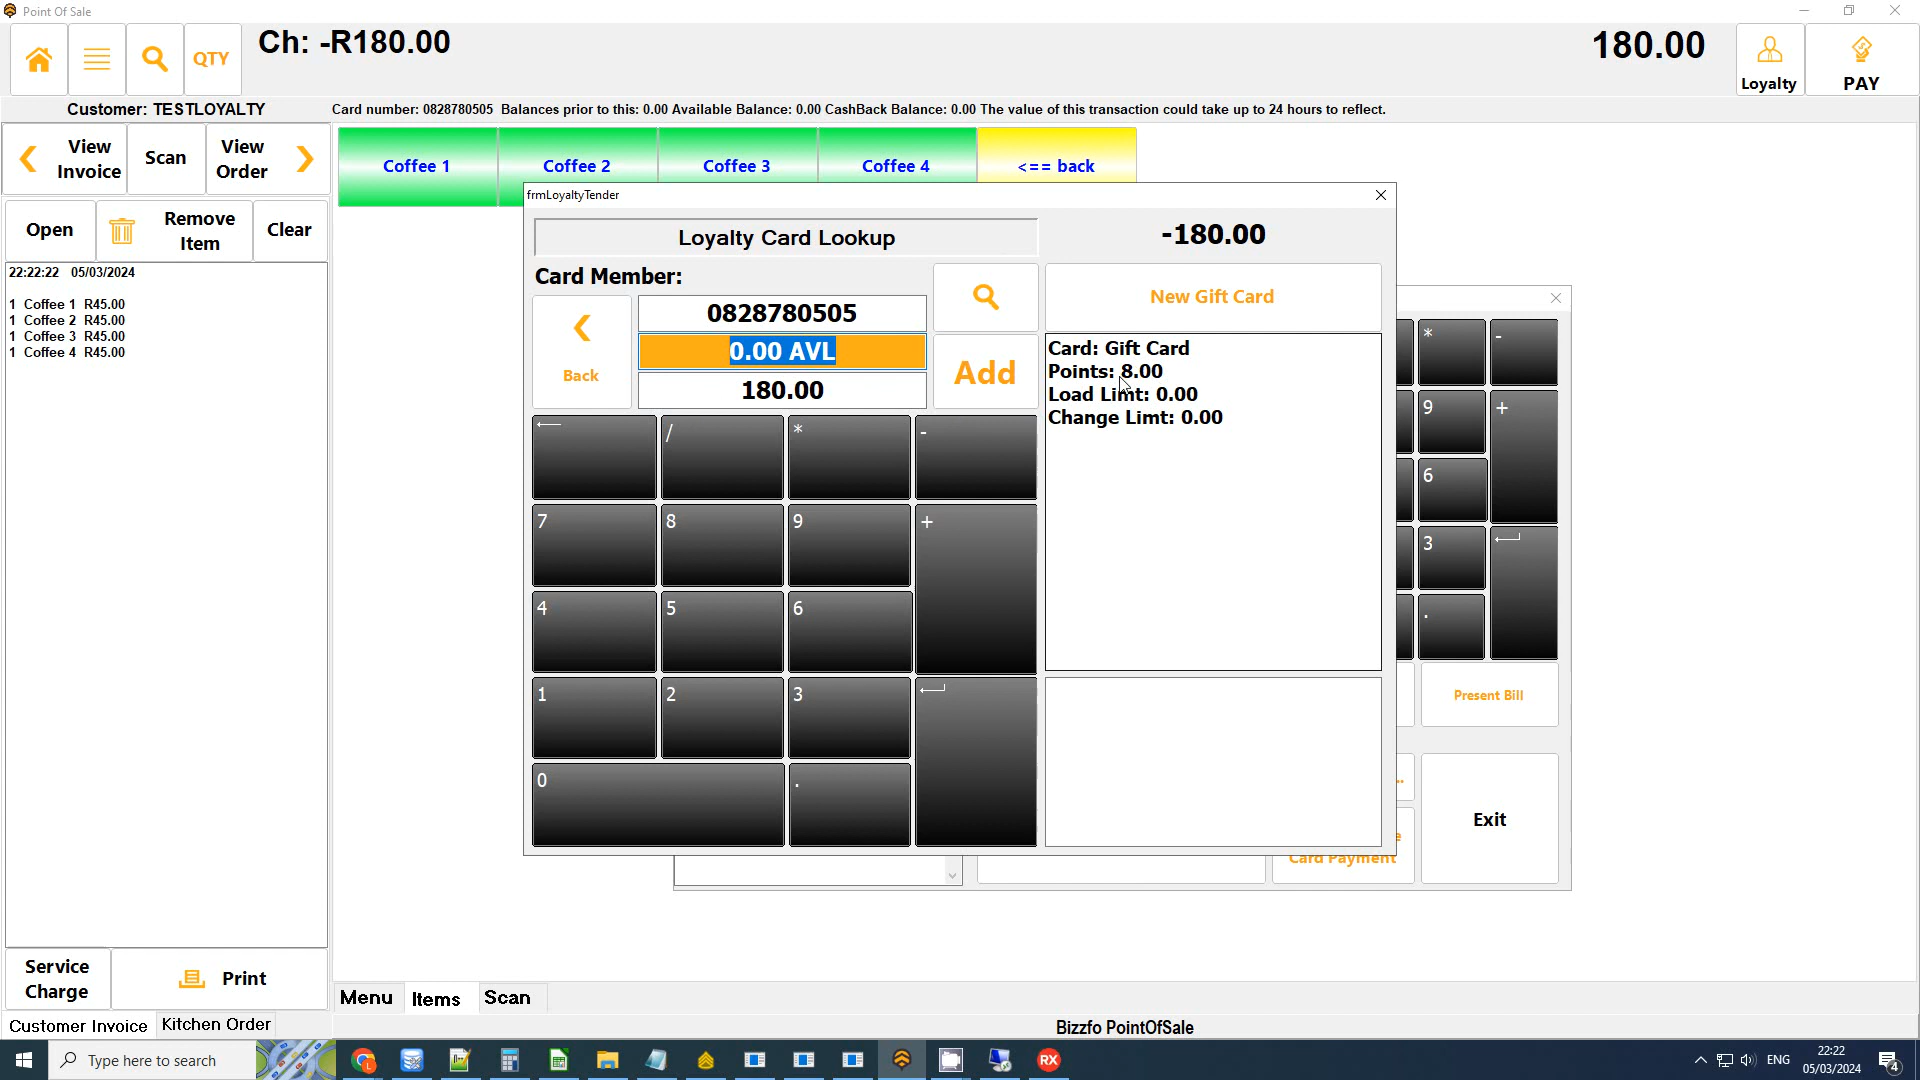 Point Of Sale
QTY
Ch: -R180.00
180.00
Loyalty
PAY
Customer: TESTLOYALTY
Card number: 0828780505 Balances prior to this: 0.00 Available Balance: 0.00 CashBack Balance: 0.00 The value of this transaction could take up to 24 hours to reflect.
View Invoice
Scan
View Order
Open
Remove Item
Clear
22:22:22 05/03/2024
1 Coffee 1 R45.00
1 Coffee 2 R45.00
1 Coffee 3 R45.00
1 Coffee 4 R45.00
Coffee 1
Coffee 2
Coffee 3
Coffee 4
<== back
frmLoyaltyTender
Loyalty Card Lookup
-180.00
Card Member:
New Gift Card
Back
0828780505
0.00 AVL
180.00
Add
Card: Gift Card
Points: 8.00
Load Limt: 0.00
Change Limt: 0.00
/
*
-
7
8
9
+
4
5
6
1
2
3
0
.
*
-
9
+
6
3
.
Present Bill
Exit
Card Payment
Service Charge
Print
Customer Invoice
Kitchen Order
Menu
Items
Scan
Bizzfo PointOfSale
Type here to search
RX
ENG
22:22
05/03/2024
4